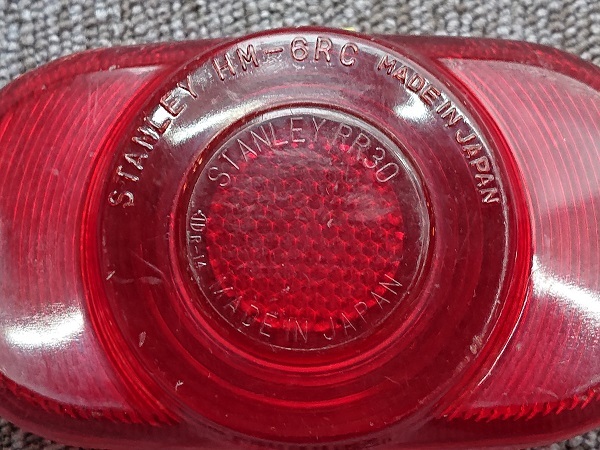 STANLEY HM-6RC MADE IN JAPAN
STANLEY RR30
MADE IN JAPAN